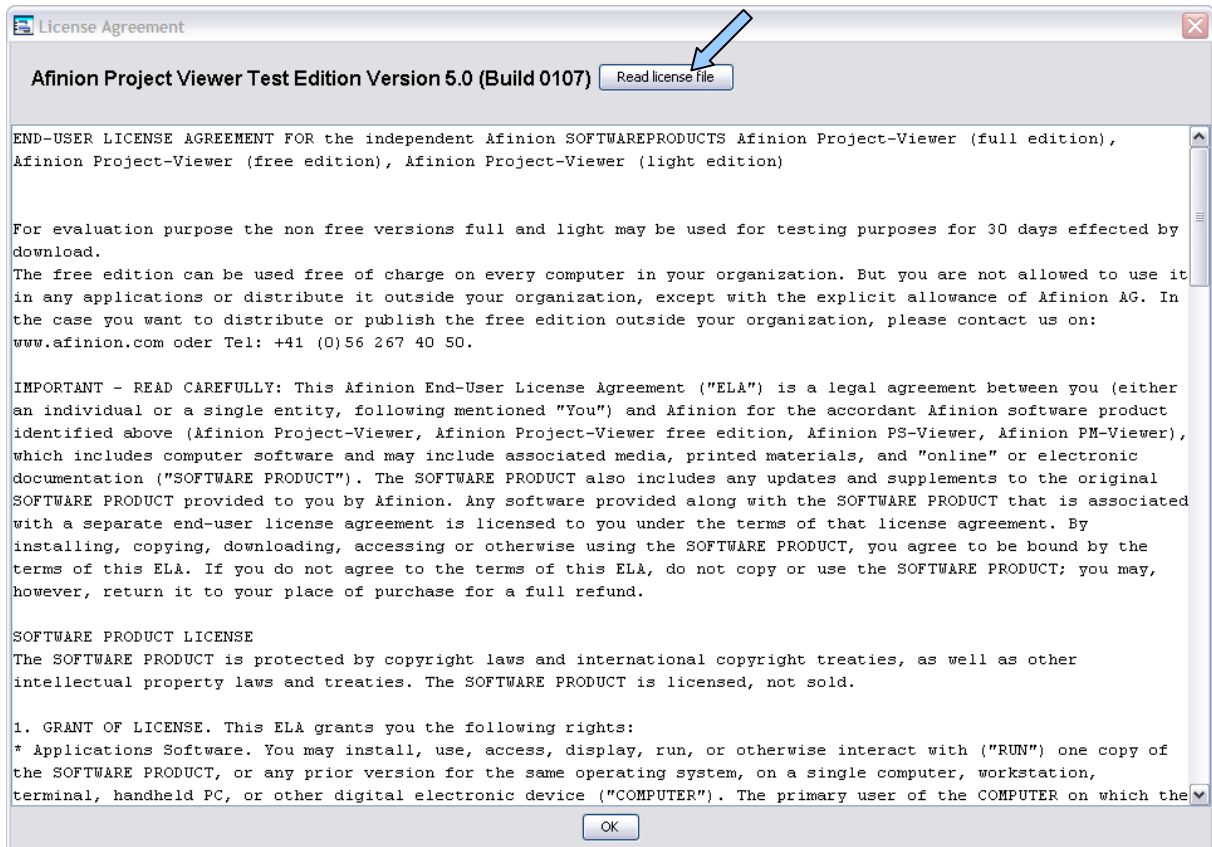 License Agreement
Afinion Project Viewer Test Edition Version 5.0 (Build 0107) Read license file
END-USER LICENSE AGREEMENT FOR the independent Afinion SOFTWAREPRODUCTS Afinion Project-Viewer (full edition),
Afinion Project-Viewer (free edition), Afinion Project-Viewer (light edition)
For evaluation purpose the non free versions full and light may be used for testing purposes for 30 days effected by
download.
The free edition can be used free of charge on every computer in your organization. But you are not allowed to use it
in any applications or distribute it outside your organization, except with the explicit allowance of Afinion AG. In
the case you want to distribute or publish the free edition outside your organization, please contact us on:
www.afinion.com oder Tel: +41 (0)56 267 40 50.
IMPORTANT - READ CAREFULLY: This Afinion End-User License Agreement ("ELA") is a legal agreement between you (either
an individual or a single entity, following mentioned "You") and Afinion for the accordant Afinion software product
identified above (Afinion Project-Viewer, Afinion Project-Viewer free edition, Afinion PS-Viewer, Afinion PM-Viewer),
which includes computer software and may include associated media, printed materials, and "online" or electronic
documentation ("SOFTWARE PRODUCT"). The SOFTWARE PRODUCT also includes any updates and supplements to the original
SOFTWARE PRODUCT provided to you by Afinion. Any software provided along with the SOFTWARE PRODUCT that is associated
with a separate end-user license agreement is licensed to you under the terms of that license agreement. By
installing, copying, downloading, accessing or otherwise using the SOFTWARE PRODUCT, you agree to be bound by the
terms of this ELA. If you do not agree to the terms of this ELA, do not copy or use the SOFTWARE PRODUCT; you may,
however, return it to your place of purchase for a full refund.
SOFTWARE PRODUCT LICENSE
The SOFTWARE PRODUCT is protected by copyright laws and international copyright treaties, as well as other
intellectual property laws and treaties. The SOFTWARE PRODUCT is licensed, not sold.
1. GRANT OF LICENSE. This ELA grants you the following rights:
* Applications Software. You may install, use, access, display, run, or otherwise interact with ("RUN") one copy of
the SOFTWARE PRODUCT, or any prior version for the same operating system, on a single computer, workstation,
terminal, handheld PC, or other digital electronic device ("COMPUTER"). The primary user of the COMPUTER on which the
OK